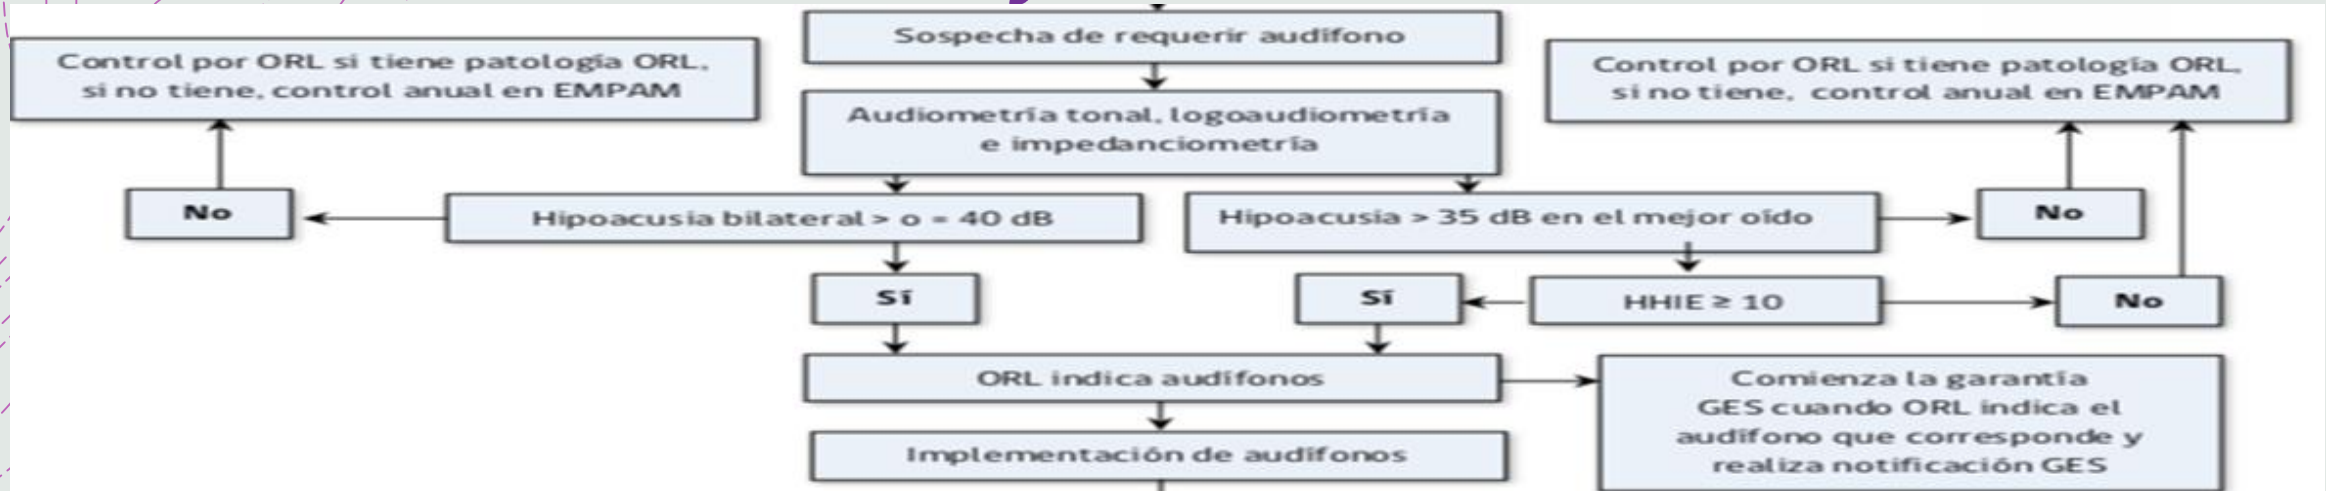 Sospecha de requerir audífono
Control por ORL si tiene patología ORL,
si no tiene, control anual en EMPAM
Control por ORL si tiene patología ORL,
si no tiene, control anual en EMPAM
Audiometría tonal, logoaudiometría
e impedanciometría
No
Hipoacusia bilateral > o = 40 dB
Hipoacusia > 35 dB en el mejor oído
No
Sí
Sí
HHIE ≥ 10
No
ORL indica audífonos
Comienza la garantía
GES cuando ORL indica el
audífono que corresponde y
realiza notificación GES
Implementación de audífonos